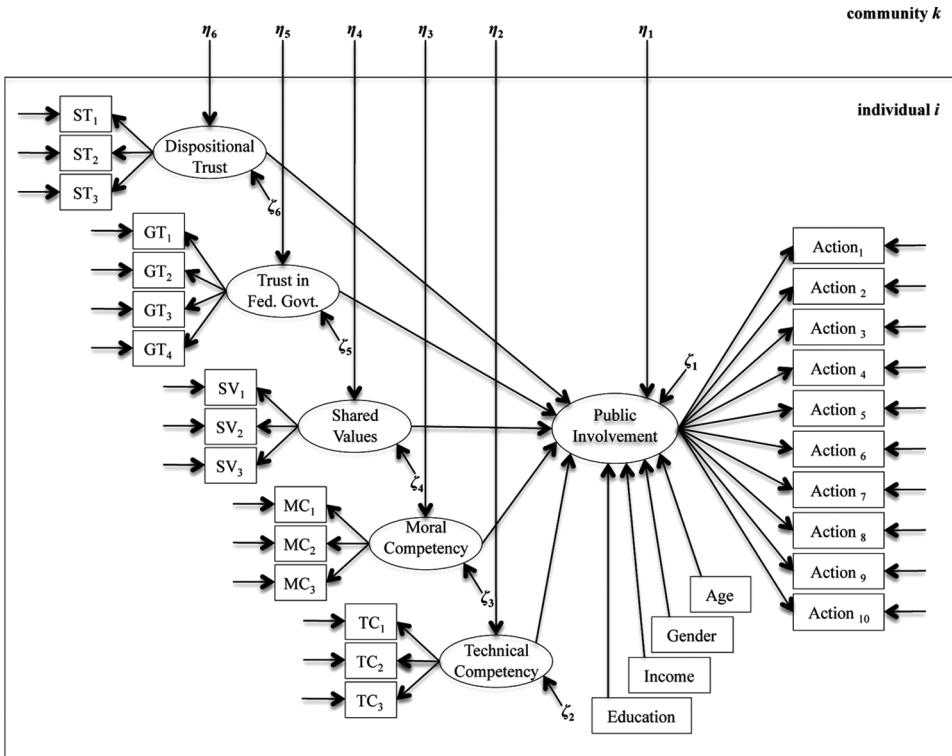 community k
η6 η5 η4 η3 η2 η1
individual i
ST1
ST2
ST3
Dispositional
Trust
ζ6
GT1
GT2
GT3
GT4
Trust in
Fed. Govt.
ζ5
SV1
SV2
SV3
Shared
Values
ζ4
MC1
MC2
MC3
Moral
Competency
ζ3
TC1
TC2
TC3
Technical
Competency
ζ2
Public
Involvement
ζ1
Action1
Action 2
Action 3
Action 4
Action 5
Action 6
Action 7
Action 8
Action 9
Action 10
Age
Gender
Income
Education